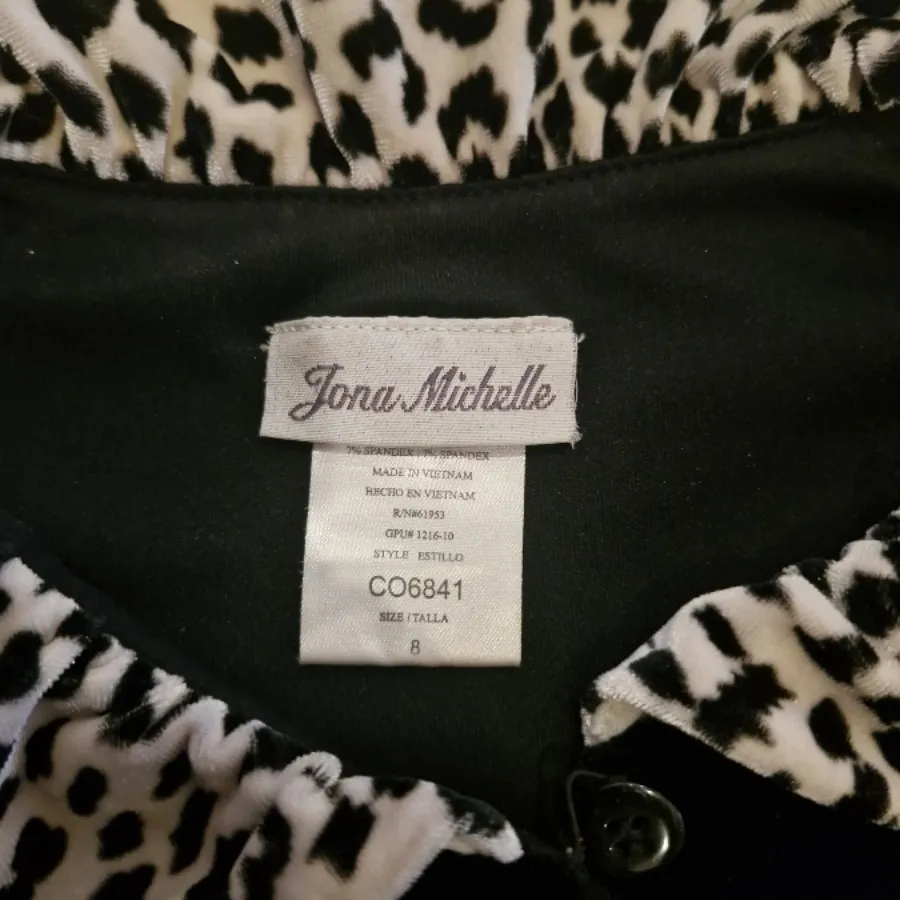 Jona Michelle
7% SPANDEX / 7% SPANDEX
MADE IN VIETNAM
HECHO EN VIETNAM
R/N#61953
GPU# 1216-10
STYLE ESTILLO
CO6841
SIZE / TALLA
8